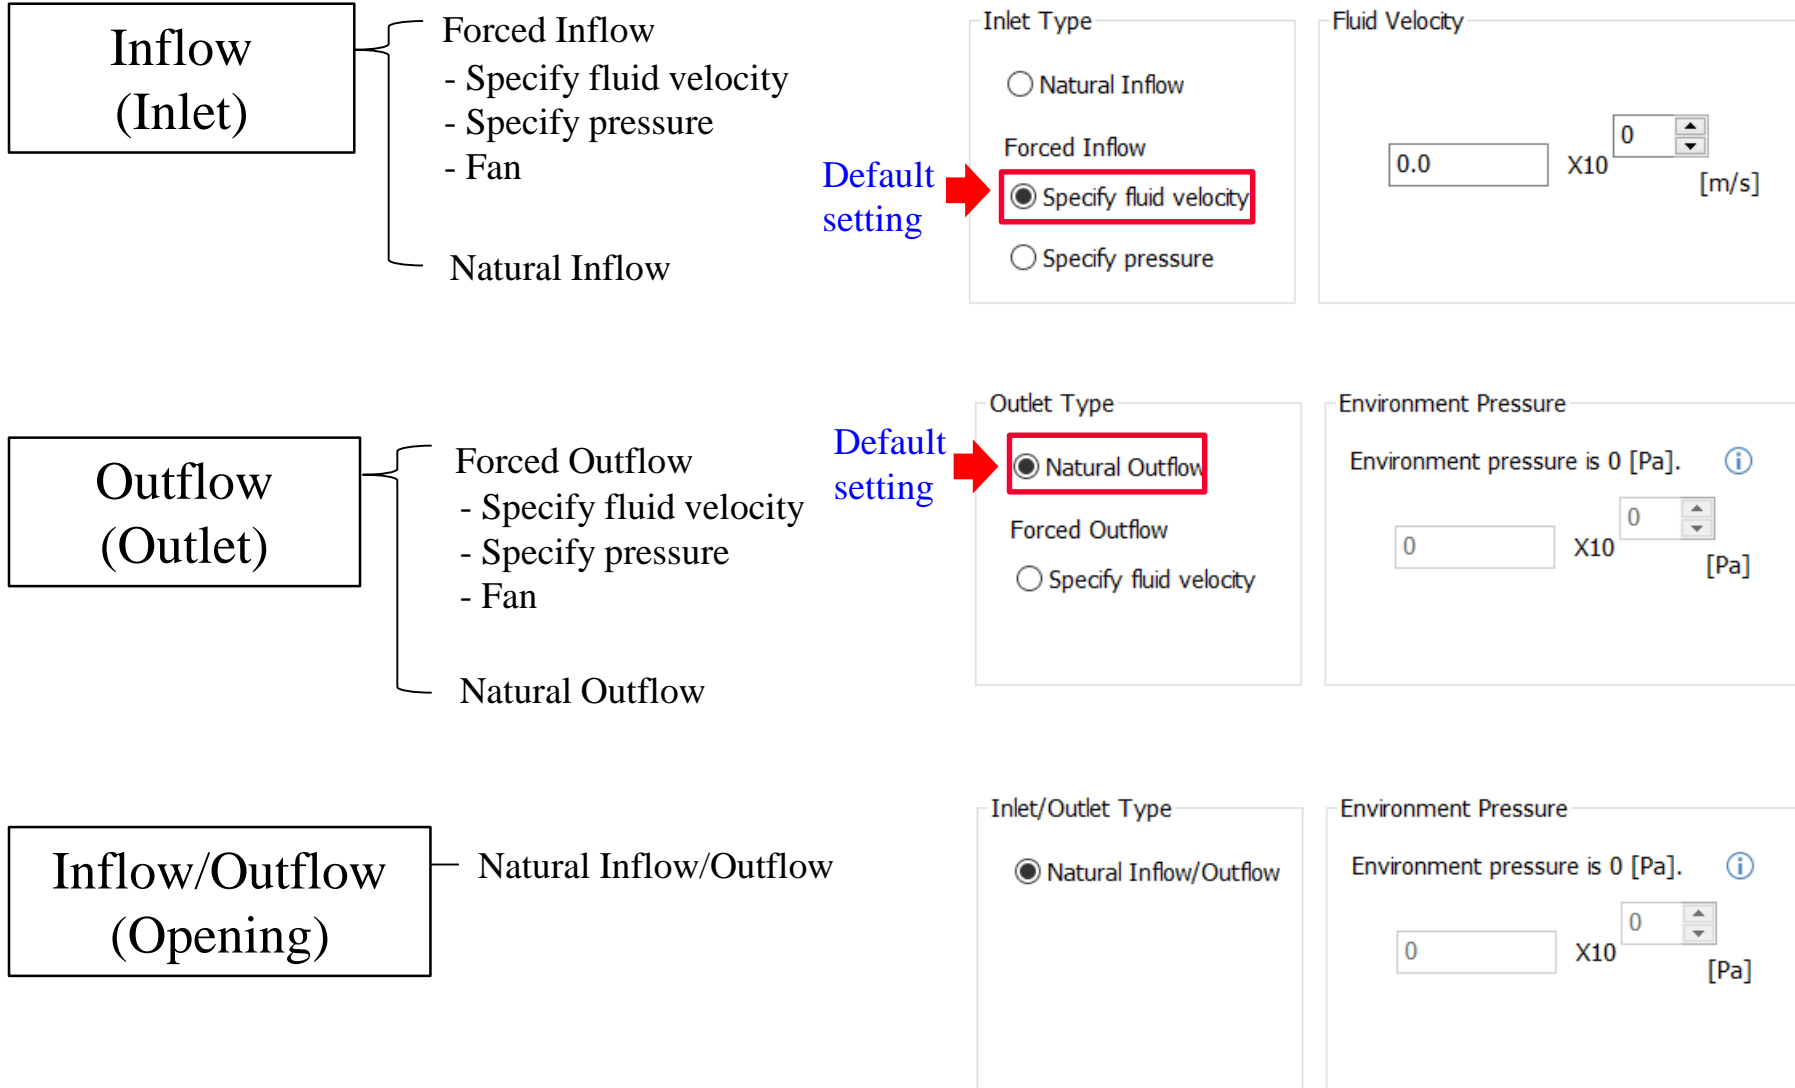 Inflow
(Inlet)
Forced Inflow
- Specify fluid velocity
- Specify pressure
- Fan
Natural Inflow
Default
setting
Inlet Type
Natural Inflow
Forced Inflow
Specify fluid velocity
Specify pressure
Fluid Velocity
0.0
X10
0
[m/s]
Outflow
(Outlet)
Forced Outflow
- Specify fluid velocity
- Specify pressure
- Fan
Natural Outflow
Default
setting
Outlet Type
Natural Outflow
Forced Outflow
Specify fluid velocity
Environment Pressure
Environment pressure is 0 [Pa].
0
X10
0
[Pa]
Inflow/Outflow
(Opening)
Natural Inflow/Outflow
Inlet/Outlet Type
Natural Inflow/Outflow
Environment Pressure
Environment pressure is 0 [Pa].
0
X10
0
[Pa]